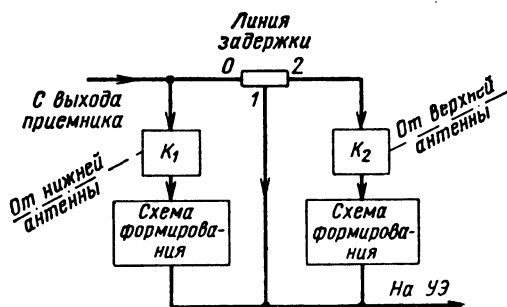 Линия
задержки
0
2
1
С выхода
приемника
От нижней
антенны
К1
К2
От верхней
антенны
Схема
формирова-
ния
Схема
формирова-
ния
На УЭ